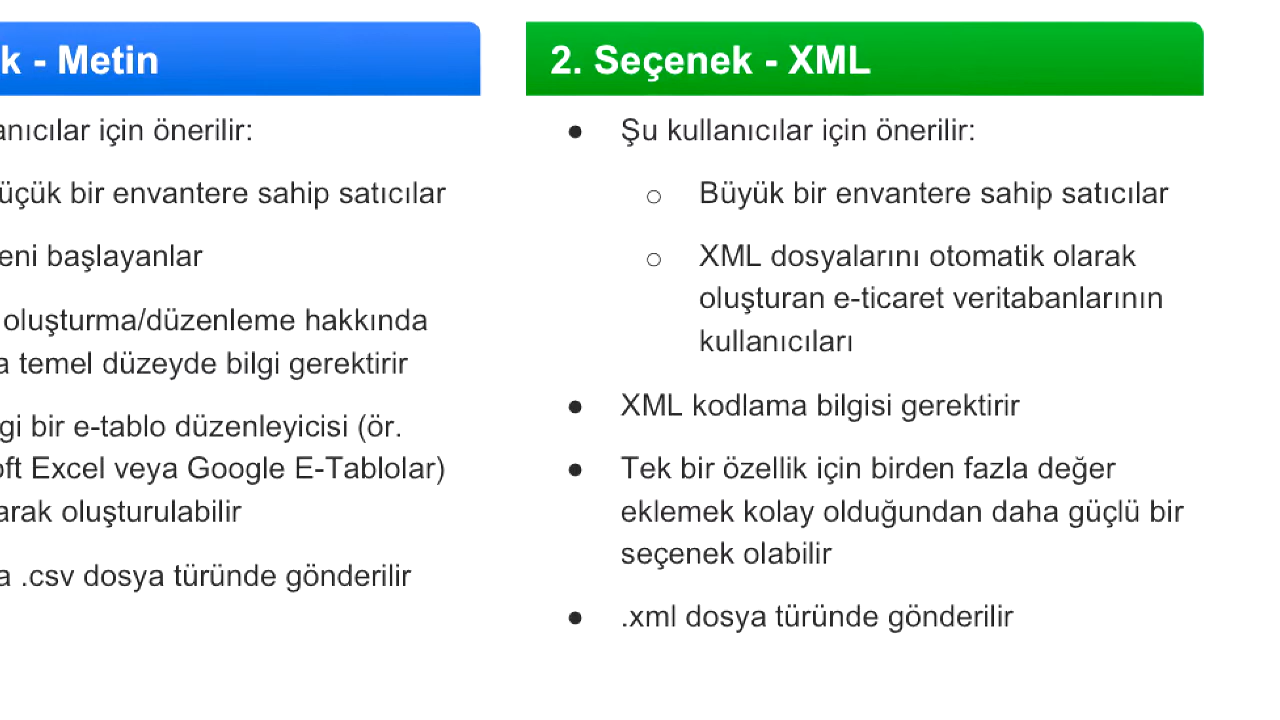 k - Metin
anıcılar için önerilir:
üçük bir envantere sahip satıcılar
eni başlayanlar
oluşturma/düzenleme hakkında
a temel düzeyde bilgi gerektirir
gi bir e-tablo düzenleyicisi (ör.
oft Excel veya Google E-Tablolar)
arak oluşturulabilir
a .csv dosya türünde gönderilir
2. Seçenek - XML
● Şu kullanıcılar için önerilir:
○ Büyük bir envantere sahip satıcılar
○ XML dosyalarını otomatik olarak
oluşturan e-ticaret veritabanlarının
kullanıcıları
● XML kodlama bilgisi gerektirir
● Tek bir özellik için birden fazla değer
eklemek kolay olduğundan daha güçlü bir
seçenek olabilir
● .xml dosya türünde gönderilir